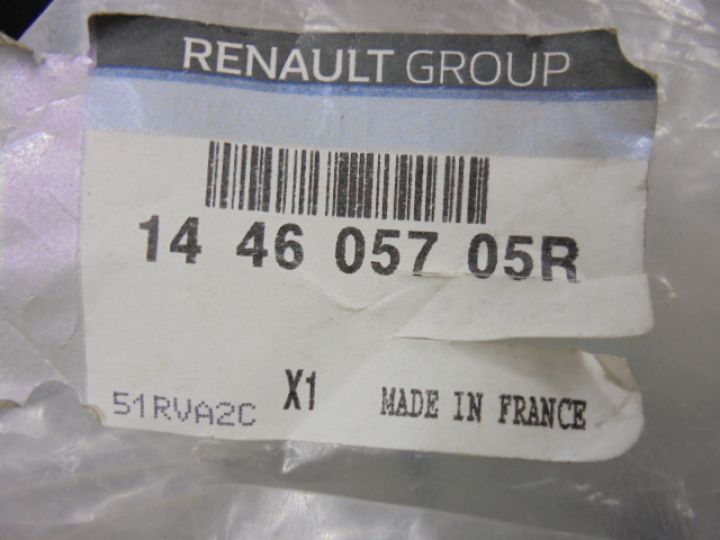 RENAULT GROUP
14 46 057 05R
51RVA2C X1 MADE IN FRANCE